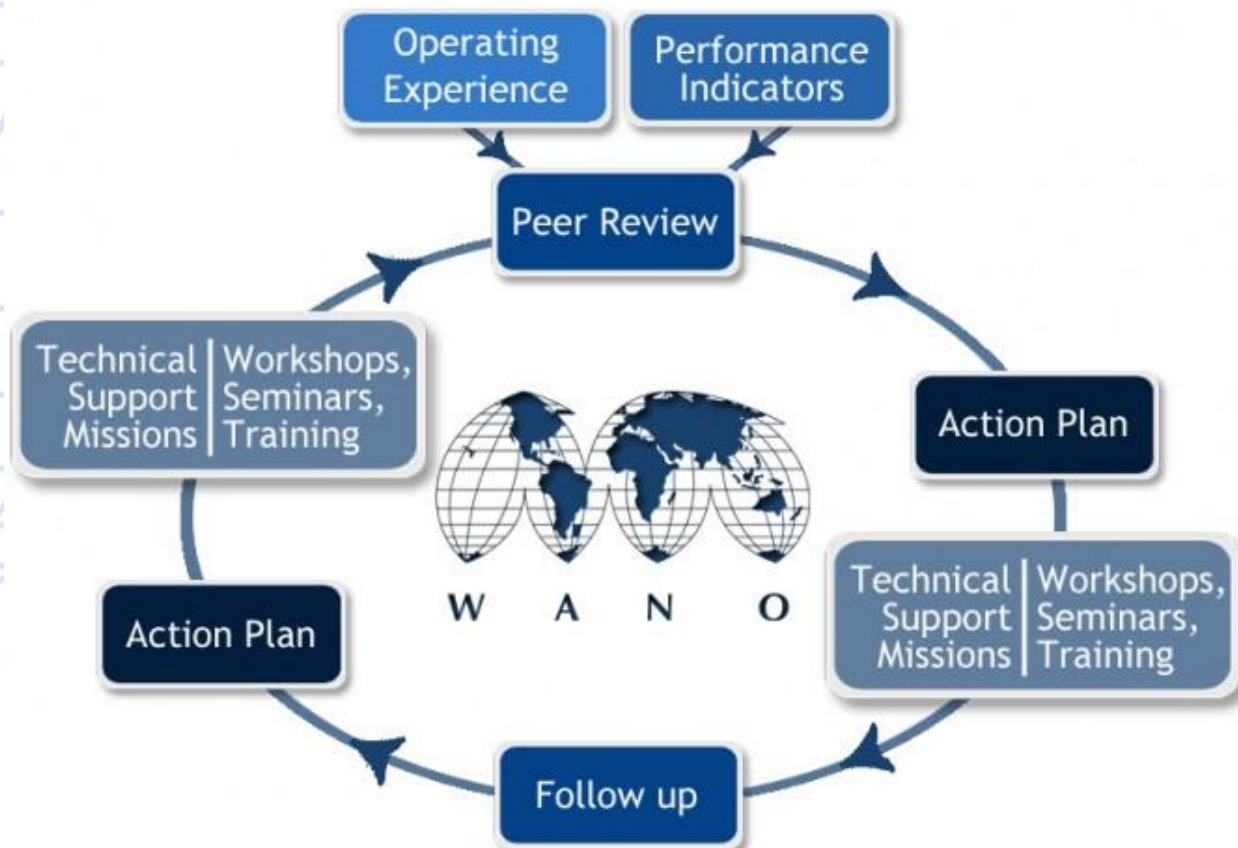 Operating
Experience
Performance
Indicators
Peer Review
Action Plan
Technical
Support
Missions
Workshops,
Seminars,
Training
Follow up
Action Plan
Technical
Support
Missions
Workshops,
Seminars,
Training
W A N O